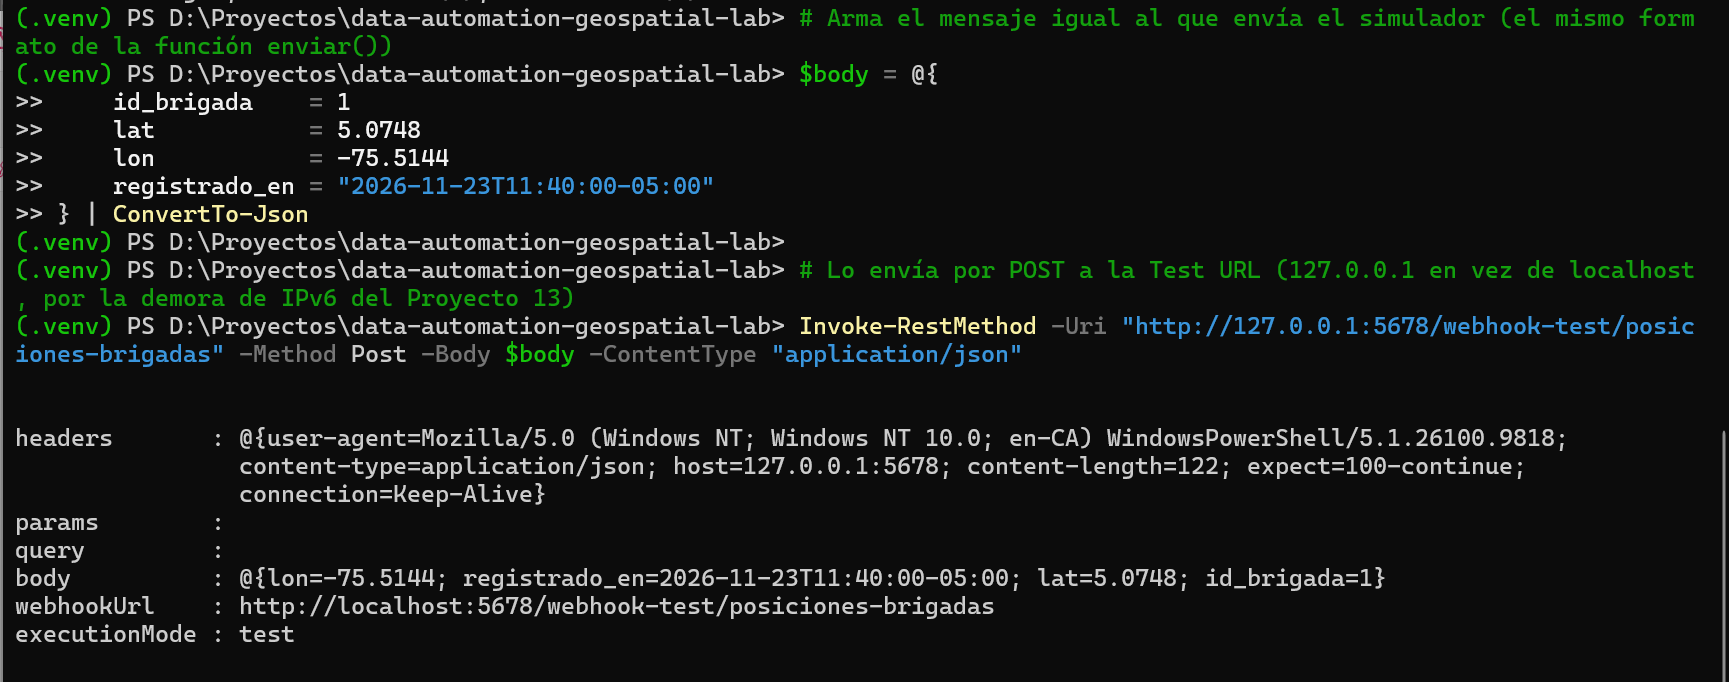 (.venv) PS D:\Proyectos\data-automation-geospatial-lab> # Arma el mensaje igual al que envía el simulador (el mismo form
ato de la función enviar())
(.venv) PS D:\Proyectos\data-automation-geospatial-lab> $body = @{
>>     id_brigada    = 1
>>     lat           = 5.0748
>>     lon           = -75.5144
>>     registrado_en = "2026-11-23T11:40:00-05:00"
>> } | ConvertTo-Json
(.venv) PS D:\Proyectos\data-automation-geospatial-lab>
(.venv) PS D:\Proyectos\data-automation-geospatial-lab> # Lo envía por POST a la Test URL (127.0.0.1 en vez de localhost
, por la demora de IPv6 del Proyecto 13)
(.venv) PS D:\Proyectos\data-automation-geospatial-lab> Invoke-RestMethod -Uri "http://127.0.0.1:5678/webhook-test/posic
iones-brigadas" -Method Post -Body $body -ContentType "application/json"
headers       : @{user-agent=Mozilla/5.0 (Windows NT; Windows NT 10.0; en-CA) WindowsPowerShell/5.1.26100.9818;
                content-type=application/json; host=127.0.0.1:5678; content-length=122; expect=100-continue;
                connection=Keep-Alive}
params        :
query         :
body          : @{lon=-75.5144; registrado_en=2026-11-23T11:40:00-05:00; lat=5.0748; id_brigada=1}
webhookUrl    : http://localhost:5678/webhook-test/posiciones-brigadas
executionMode : test